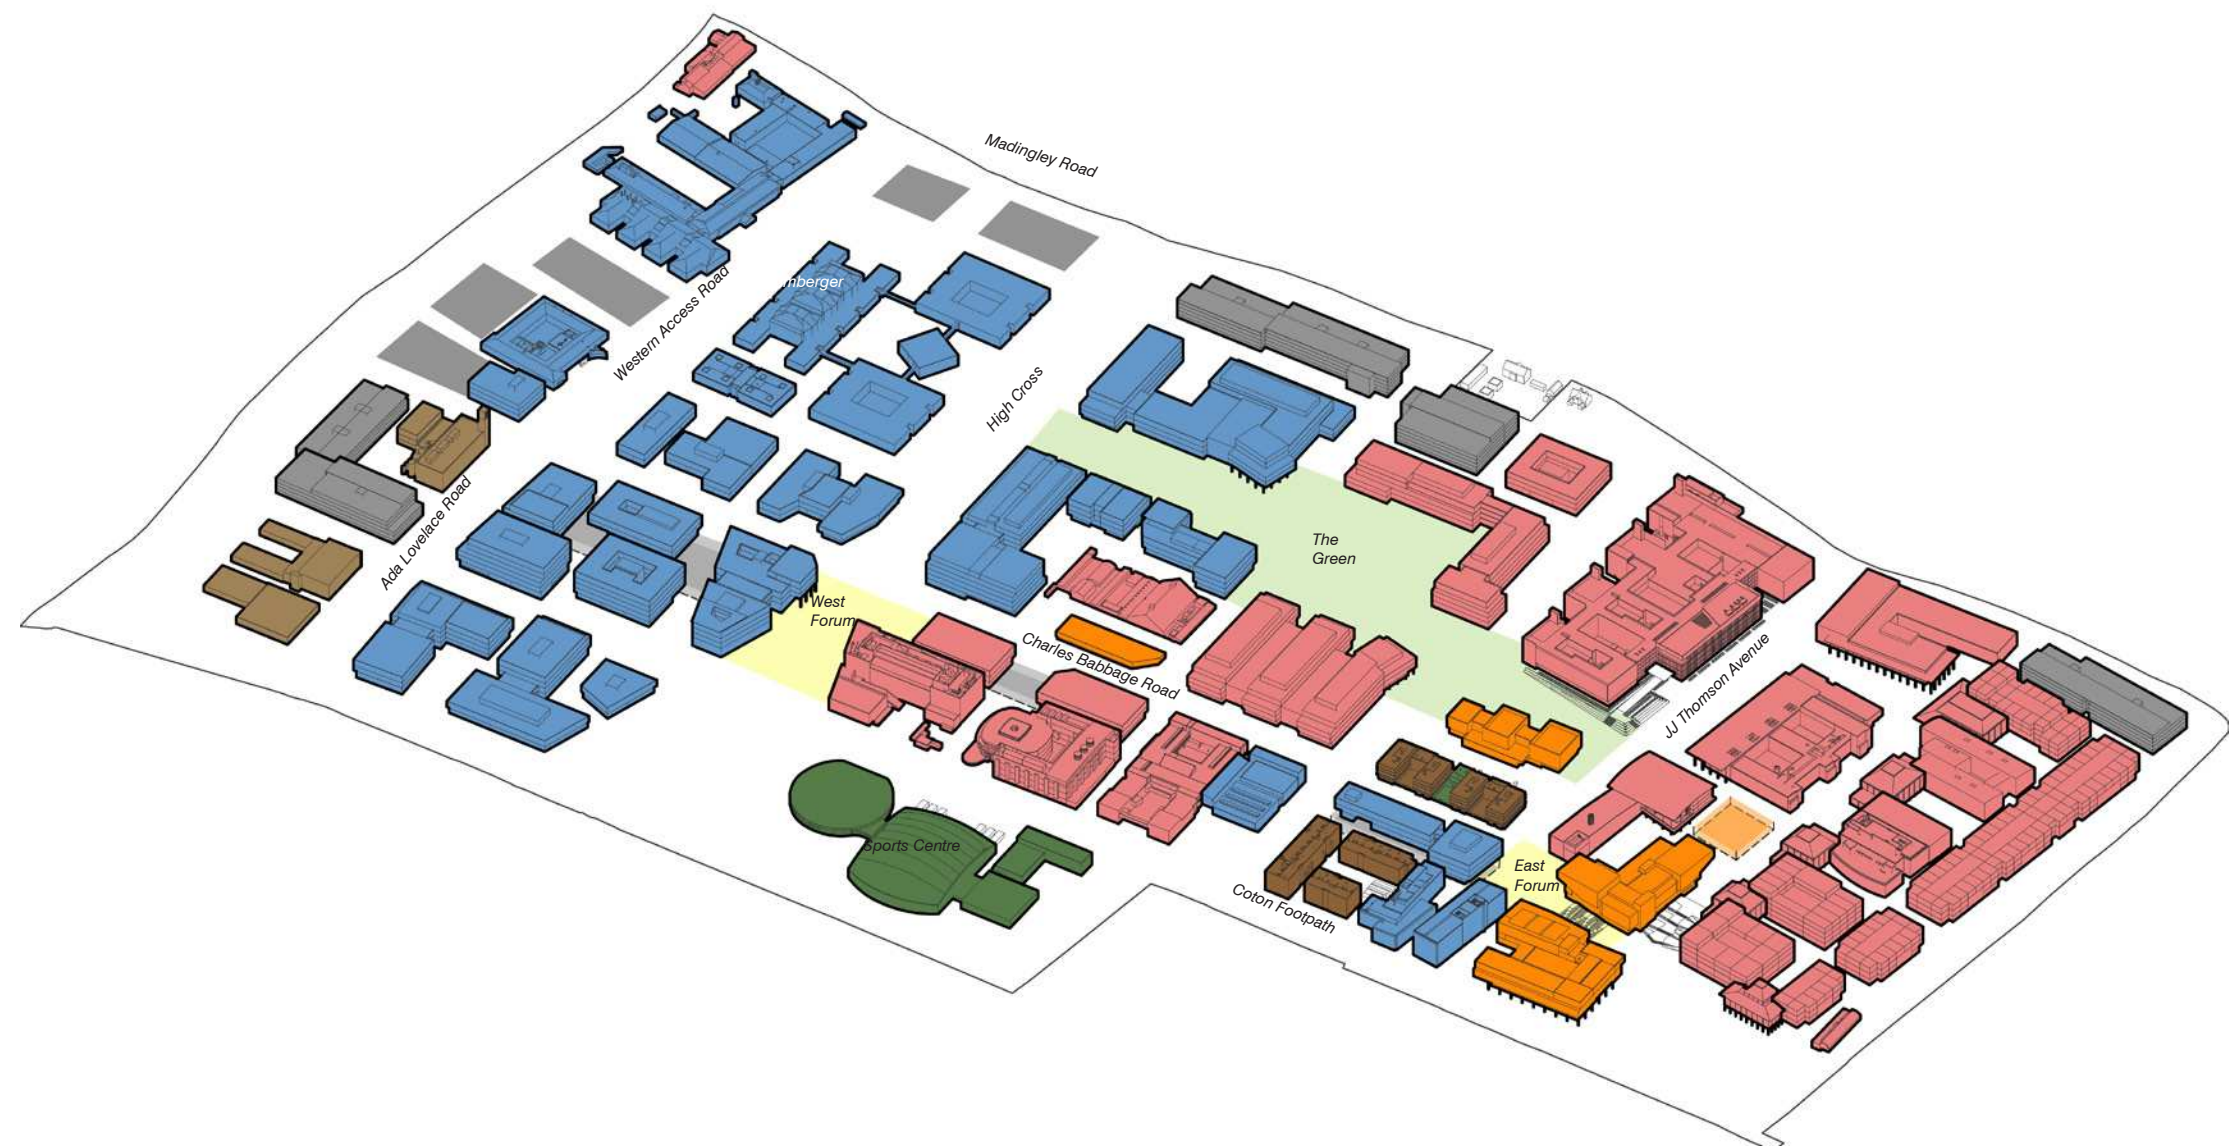 Madingley Road
mberger
Western Access Road
High Cross
Ada Lovelace Road
The
Green
West
Forum
Charles Babbage Road
JJ Thomson Avenue
Sports Centre
East
Forum
Coton Footpath